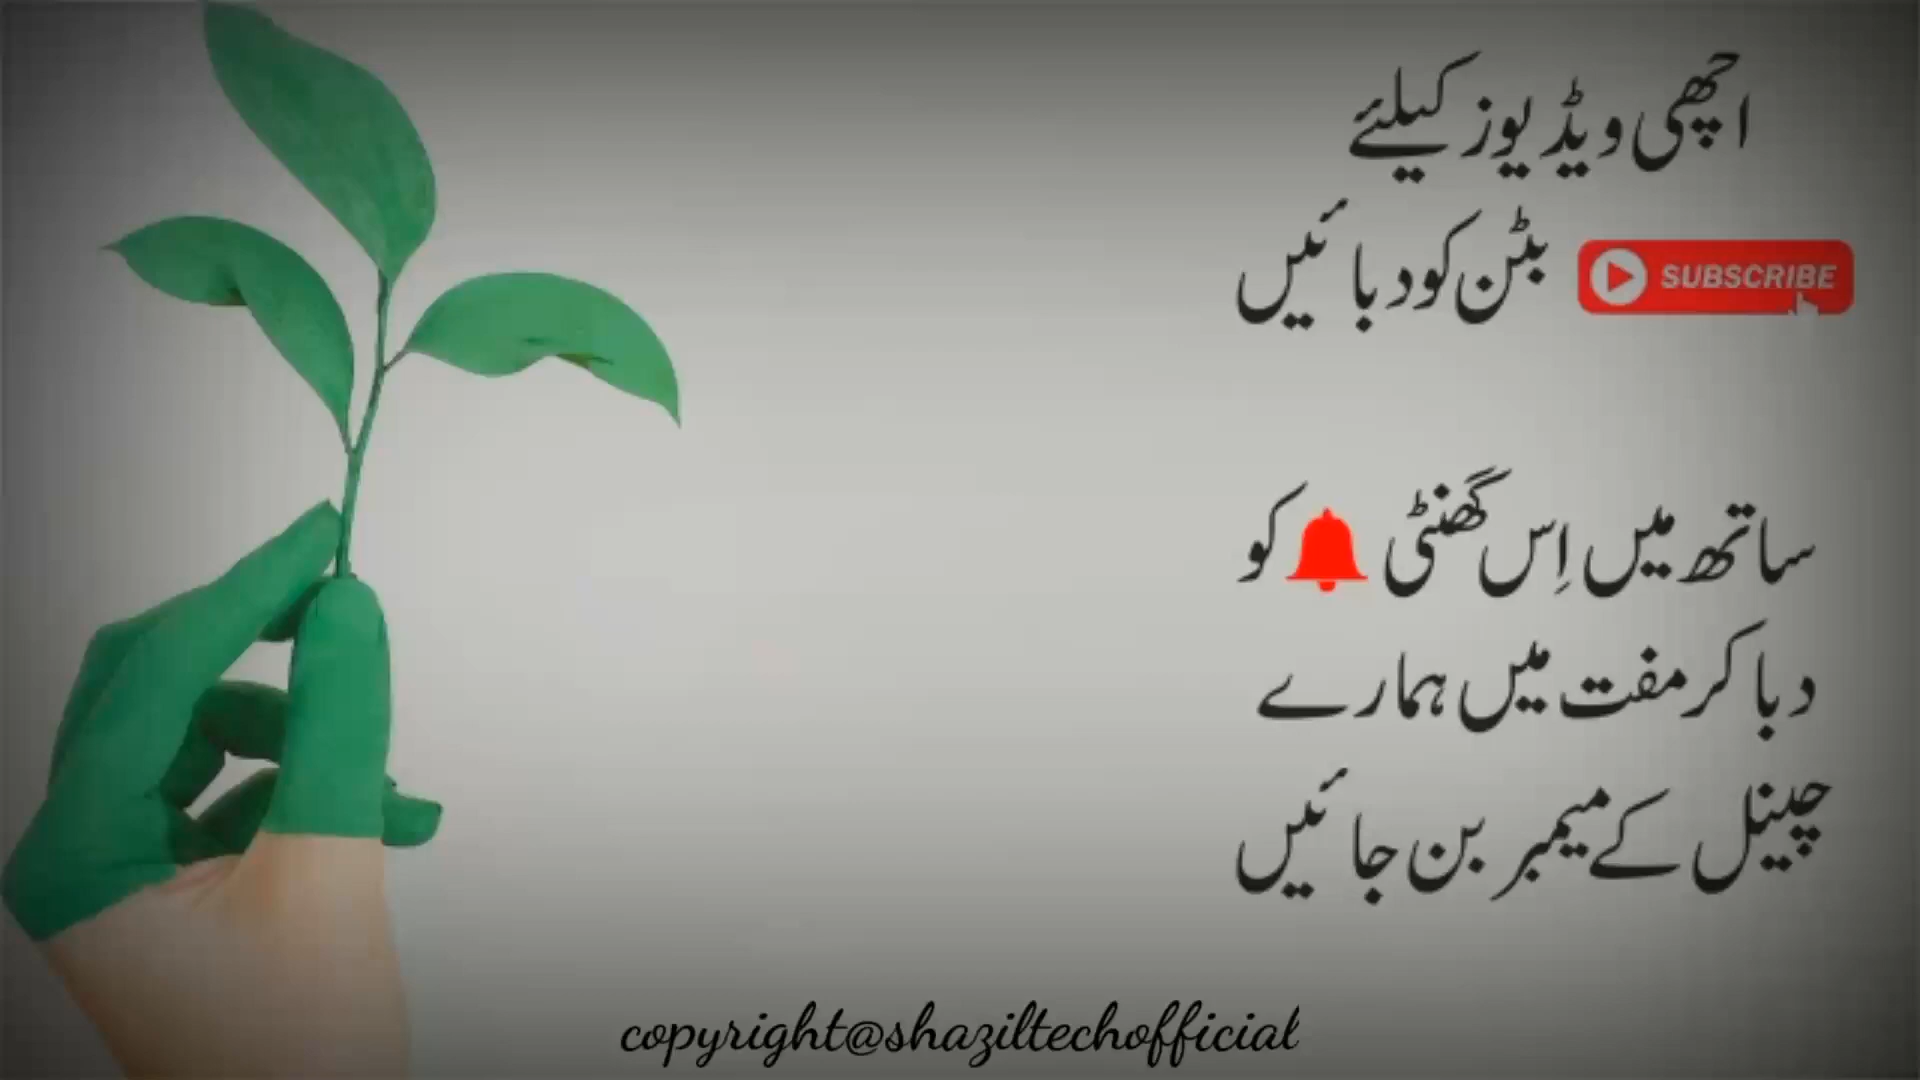 اچھی ویڈیوز کیلئے
SUBSCRIBE بٹن کو دبائیں
ساتھ میں اِس گھنٹی کو
دبا کر مفت میں ہمارے
چینل کے میمبر بن جائیں
copyright@shaziltechofficial